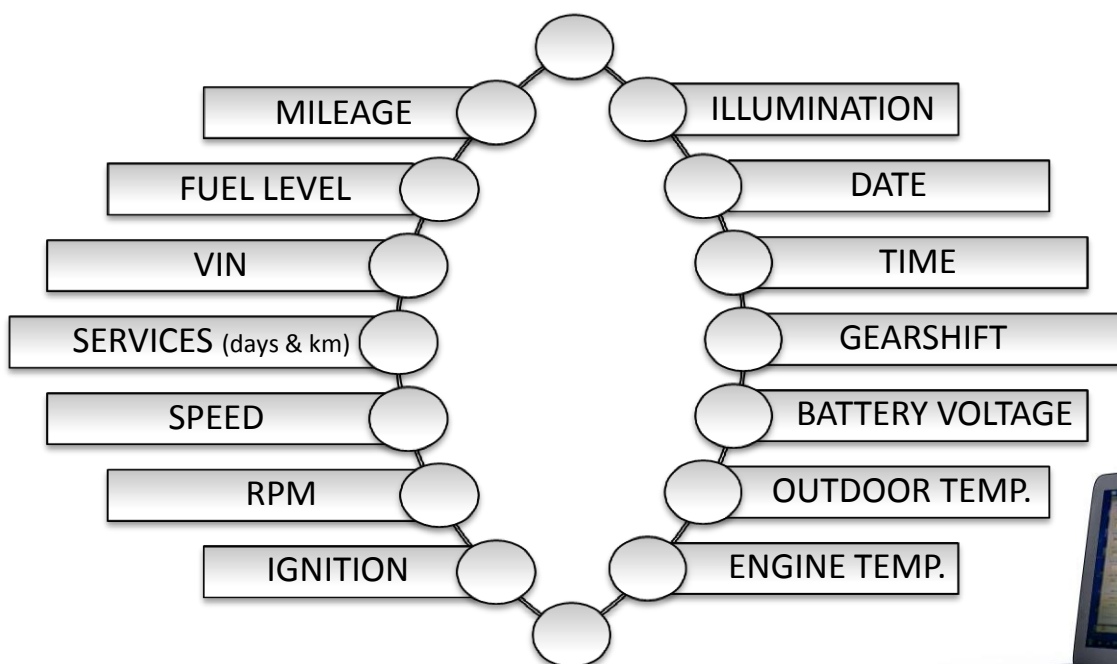 MILEAGE
FUEL LEVEL
VIN
SERVICES (days & km)
SPEED
RPM
IGNITION
ILLUMINATION
DATE
TIME
GEARSHIFT
BATTERY VOLTAGE
OUTDOOR TEMP.
ENGINE TEMP.